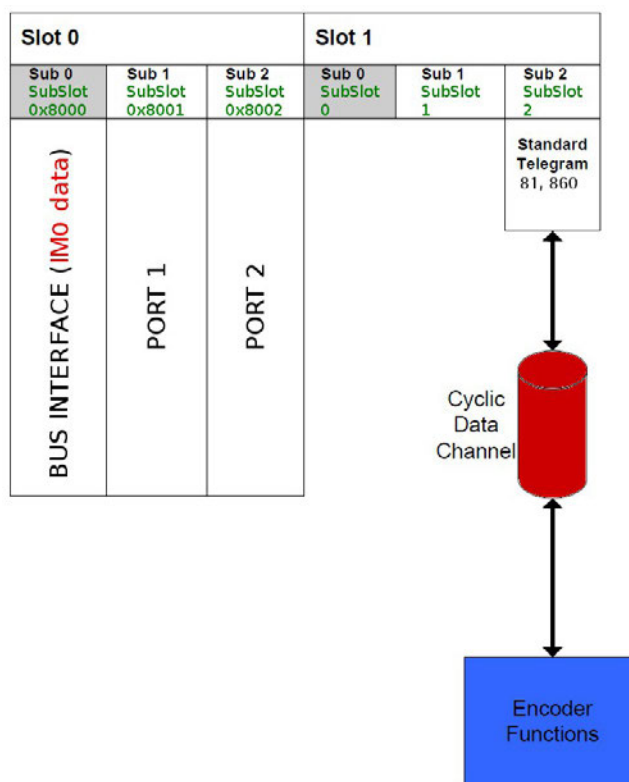 Slot 0
Slot 1
Sub 0
SubSlot
0x8000
Sub 1
SubSlot
0x8001
Sub 2
SubSlot
0x8002
Sub 0
SubSlot
0
Sub 1
SubSlot
1
Sub 2
SubSlot
2
BUS INTERFACE (IM0 data)
PORT 1
PORT 2
Standard
Telegram
81, 860
Cyclic
Data
Channel
Encoder
Functions